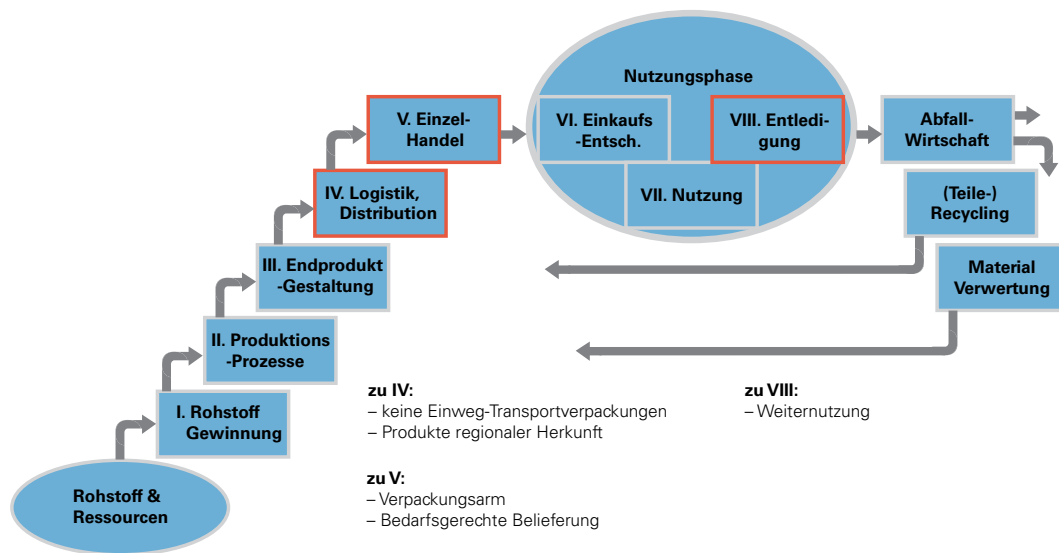 Nutzungsphase
V. Einzel-
Handel
VI. Einkaufs
-Entsch.
VIII. Entledi-
gung
Abfall-
Wirtschaft
IV. Logistik,
Distribution
VII. Nutzung
(Teile-)
Recycling
III. Endprodukt
-Gestaltung
Material
Verwertung
II. Produktions
-Prozesse
I. Rohstoff
Gewinnung
Rohstoff &
Ressourcen
zu IV:
– keine Einweg-Transportverpackungen
– Produkte regionaler Herkunft
zu V:
– Verpackungsarm
– Bedarfsgerechte Belieferung
zu VIII:
– Weiternutzung